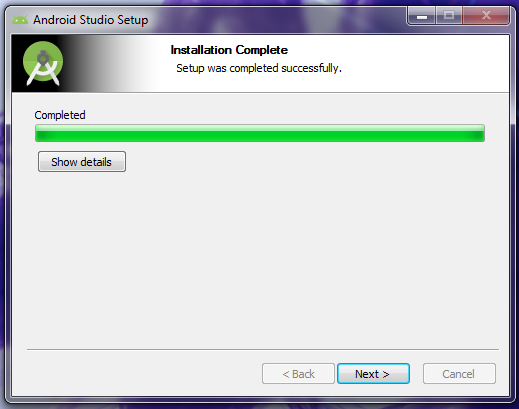 Android Studio Setup
Installation Complete
Setup was completed successfully.
Completed
Show details
< Back Next > Cancel